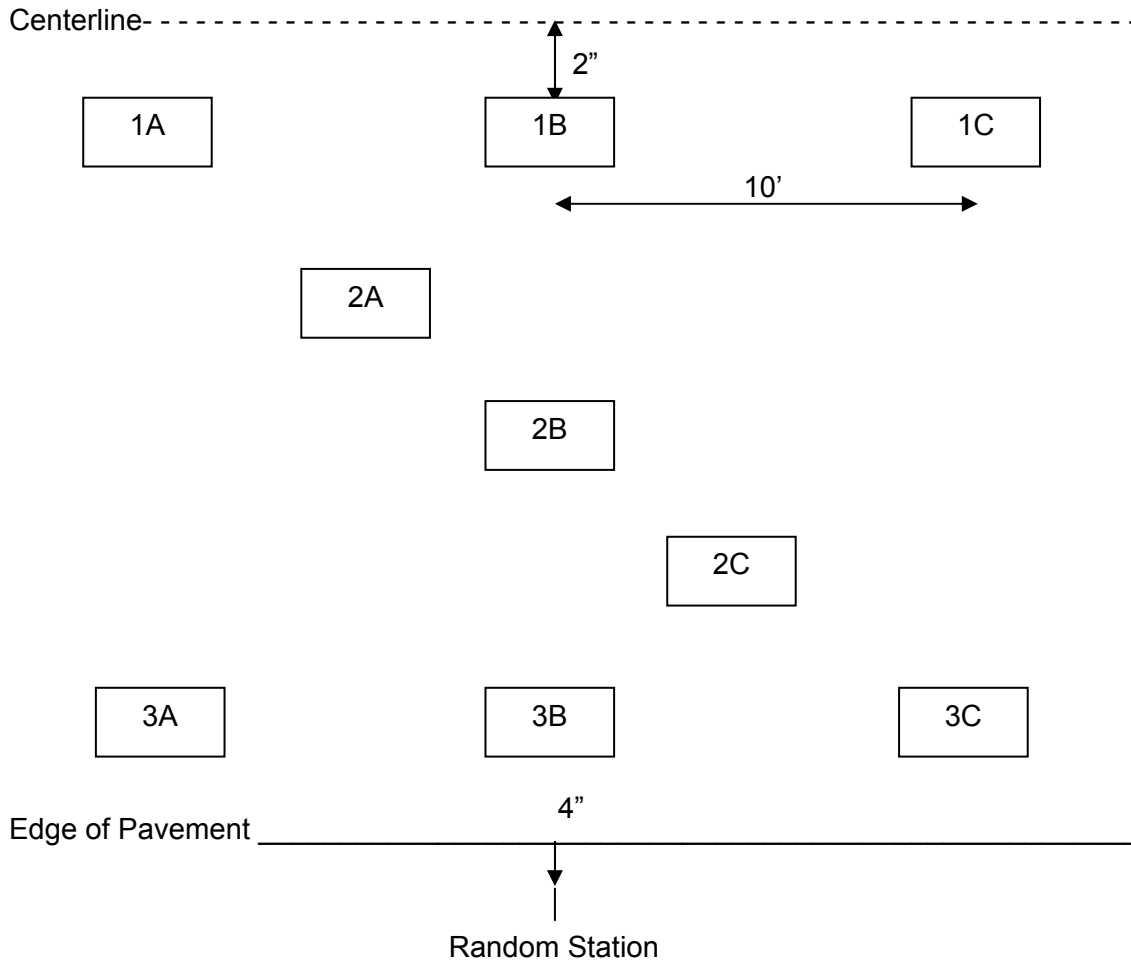 Centerline
2”
1A
1B
1C
10’
2A
2B
2C
3A
3B
3C
4”
Edge of Pavement
Random Station